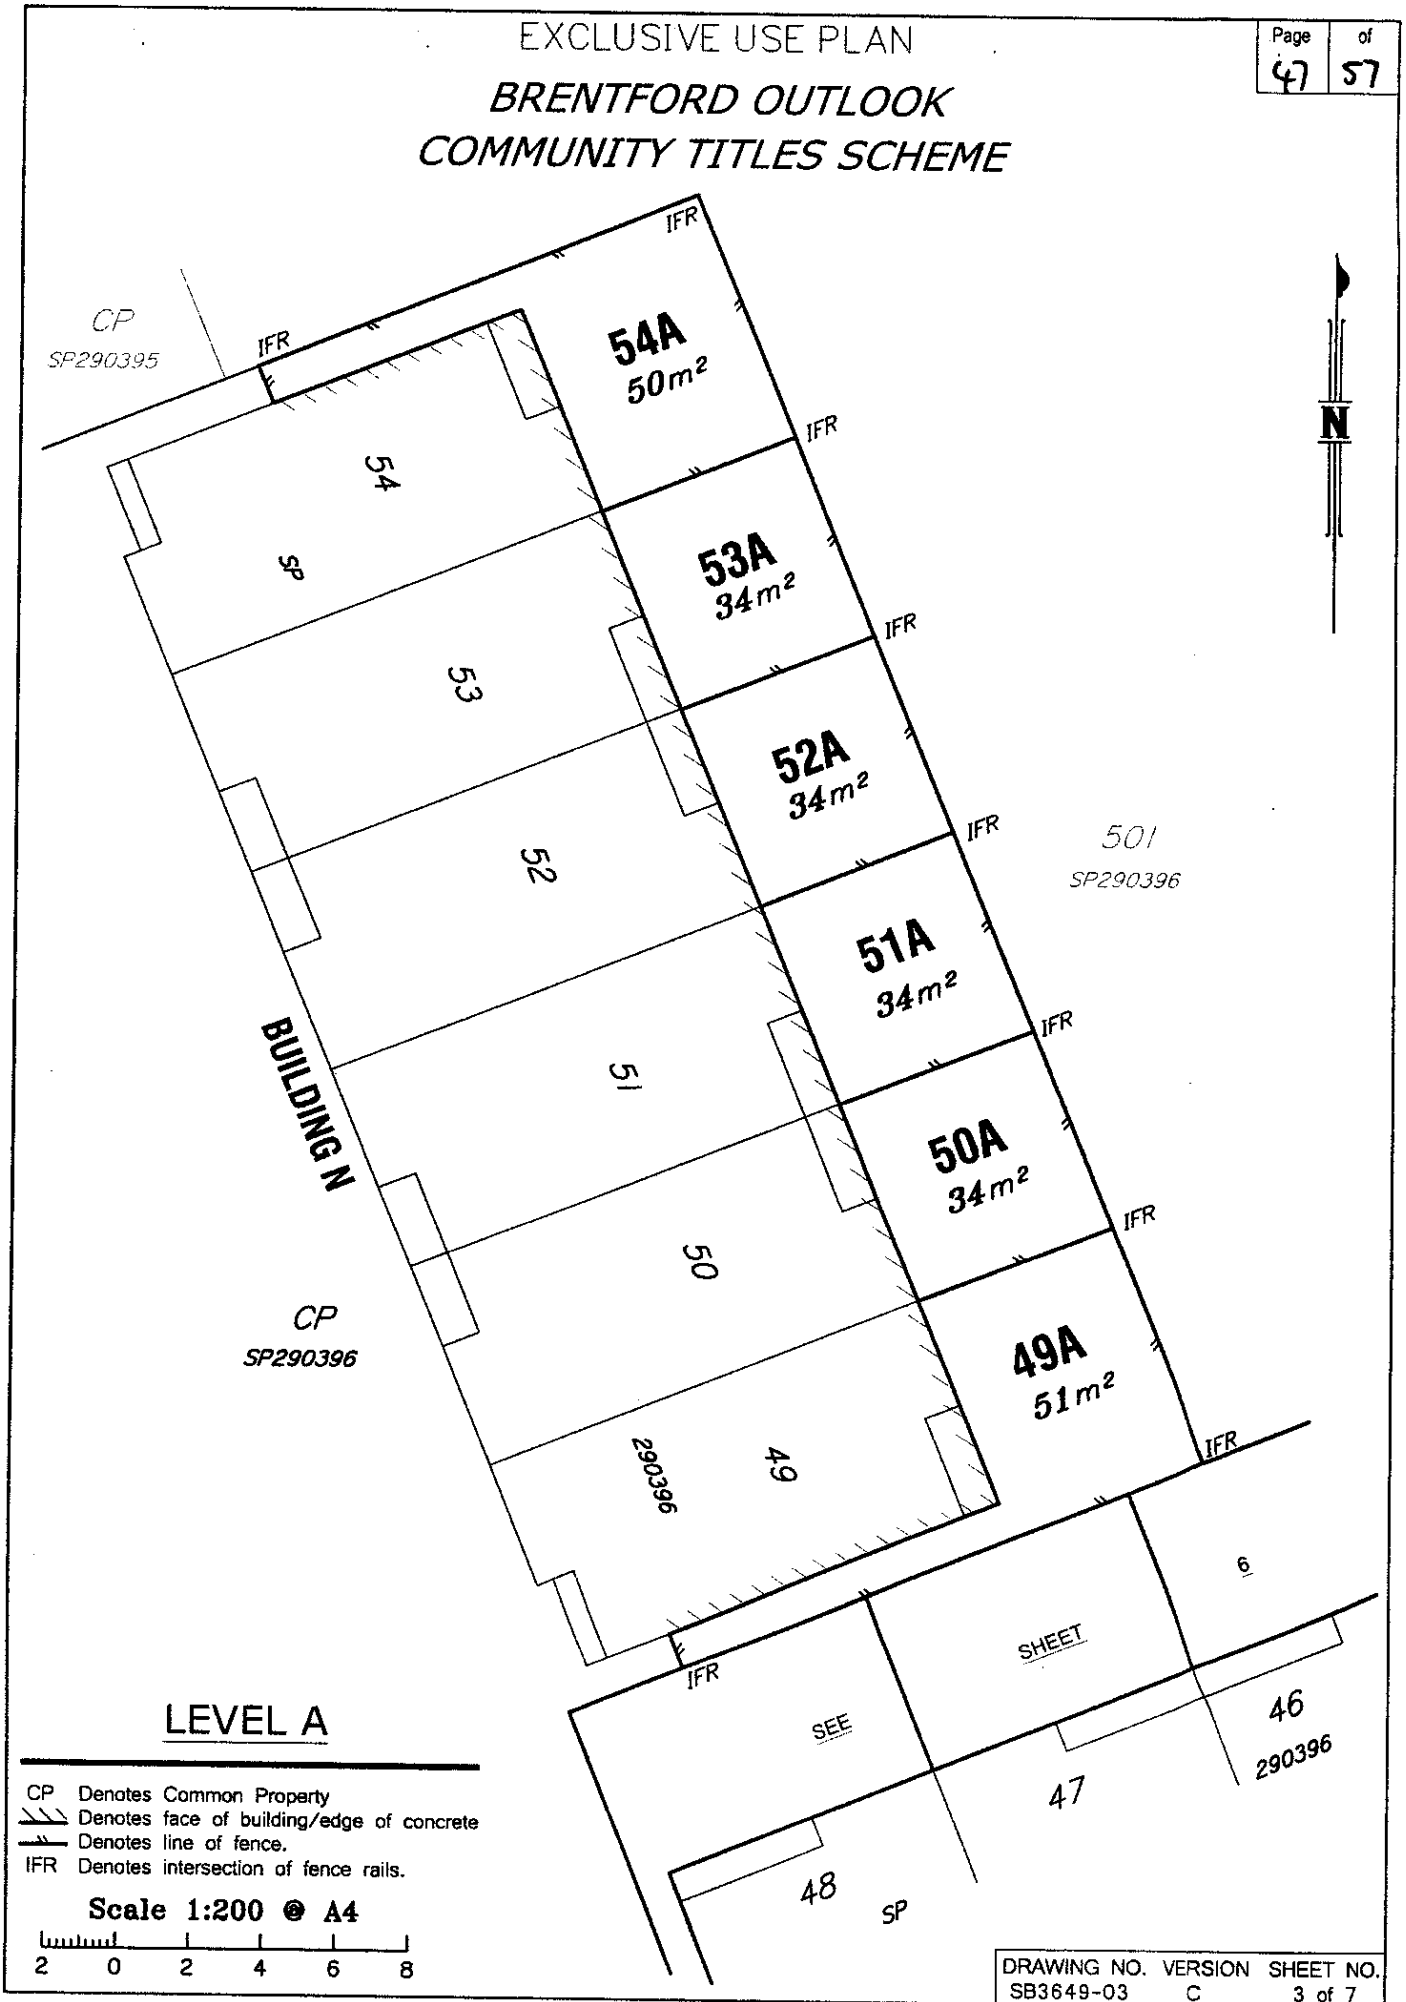 EXCLUSIVE USE PLAN
Page of
47 57
BRENTFORD OUTLOOK
COMMUNITY TITLES SCHEME
IFR
CP
SP290395
IFR
54A
50m²
N
IFR
54
SP
53A
34m²
IFR
53
52A
34m²
IFR
501
SP290396
52
51A
34m²
IFR
BUILDING N
51
50A
34m²
IFR
50
CP
SP290396
49A
51m²
IFR
49
290396
6
SHEET
IFR
SEE
46
290396
47
48
SP
LEVEL A
CP Denotes Common Property
Denotes face of building/edge of concrete
Denotes line of fence.
IFR Denotes intersection of fence rails.
Scale 1:200 @ A4
2 0 2 4 6 8
DRAWING NO. VERSION SHEET NO.
SB3649-03 C 3 of 7